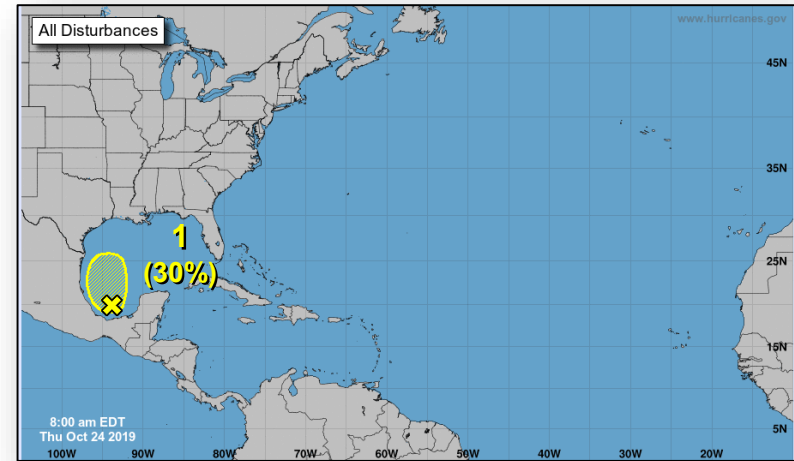 All Disturbances
www.hurricanes.gov
45N
35N
1
(30%)
25N
15N
8:00 am EDT
Thu Oct 24 2019
5N
100W 90W 80W 70W 60W 50W 40W 30W 20W